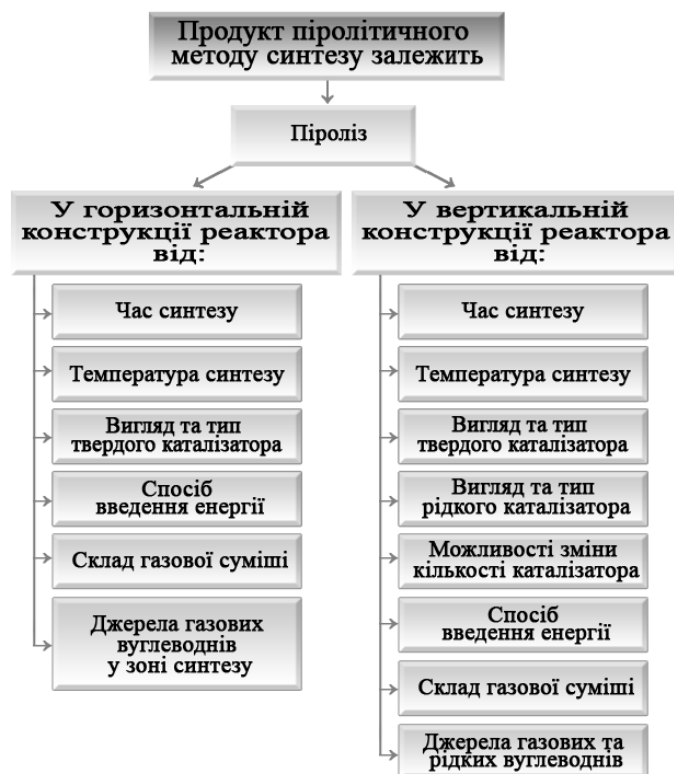 Продукт піролітичного
методу синтезу залежить
Піроліз
У горизонтальній
конструкції реактора
від:
Час синтезу
Температура синтезу
Вигляд та тип
твердого каталізатора
Спосіб
введення енергії
Склад газової суміші
Джерела газових
вуглеводнів
у зоні синтезу
У вертикальній
конструкції реактора
від:
Час синтезу
Температура синтезу
Вигляд та тип
твердого каталізатора
Вигляд та тип
рідкого каталізатора
Можливості зміни
кількості каталізатора
Спосіб
введення енергії
Склад газової суміші
Джерела газових та
рідких вуглеводнів